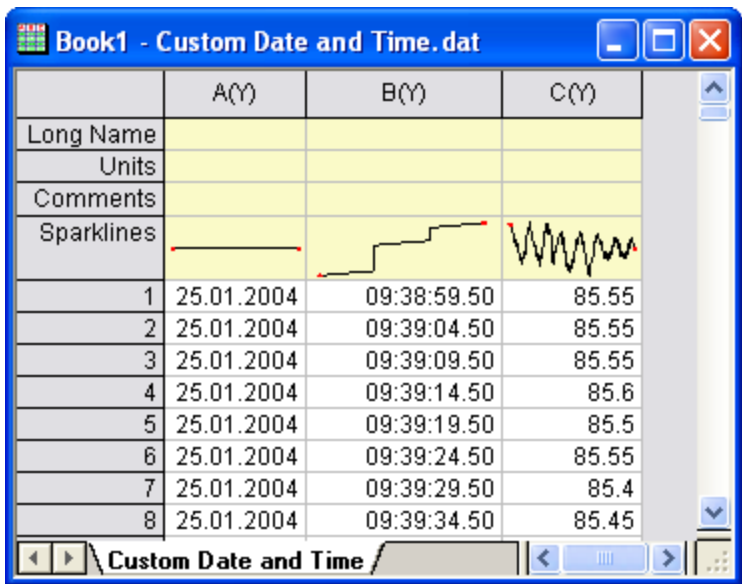 Book1 - Custom Date and Time.dat
A(Y) B(Y) C(Y)
Long Name
Units
Comments
Sparklines
1 25.01.2004 09:38:59.50 85.55
2 25.01.2004 09:39:04.50 85.55
3 25.01.2004 09:39:09.50 85.55
4 25.01.2004 09:39:14.50 85.6
5 25.01.2004 09:39:19.50 85.5
6 25.01.2004 09:39:24.50 85.55
7 25.01.2004 09:39:29.50 85.4
8 25.01.2004 09:39:34.50 85.45
Custom Date and Time